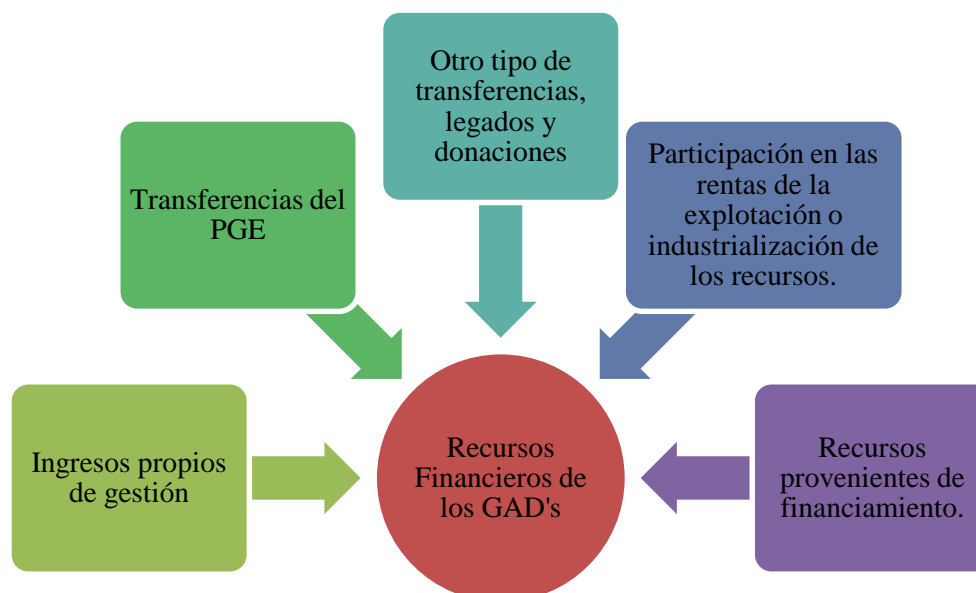 Otro tipo de
transferencias,
legados y
donaciones
Transferencias del
PGE
Participación en las
rentas de la
explotación o
industrialización de
los recursos.
Ingresos propios
de gestión
Recursos
Financieros de
los GAD's
Recursos
provenientes de
financiamiento.